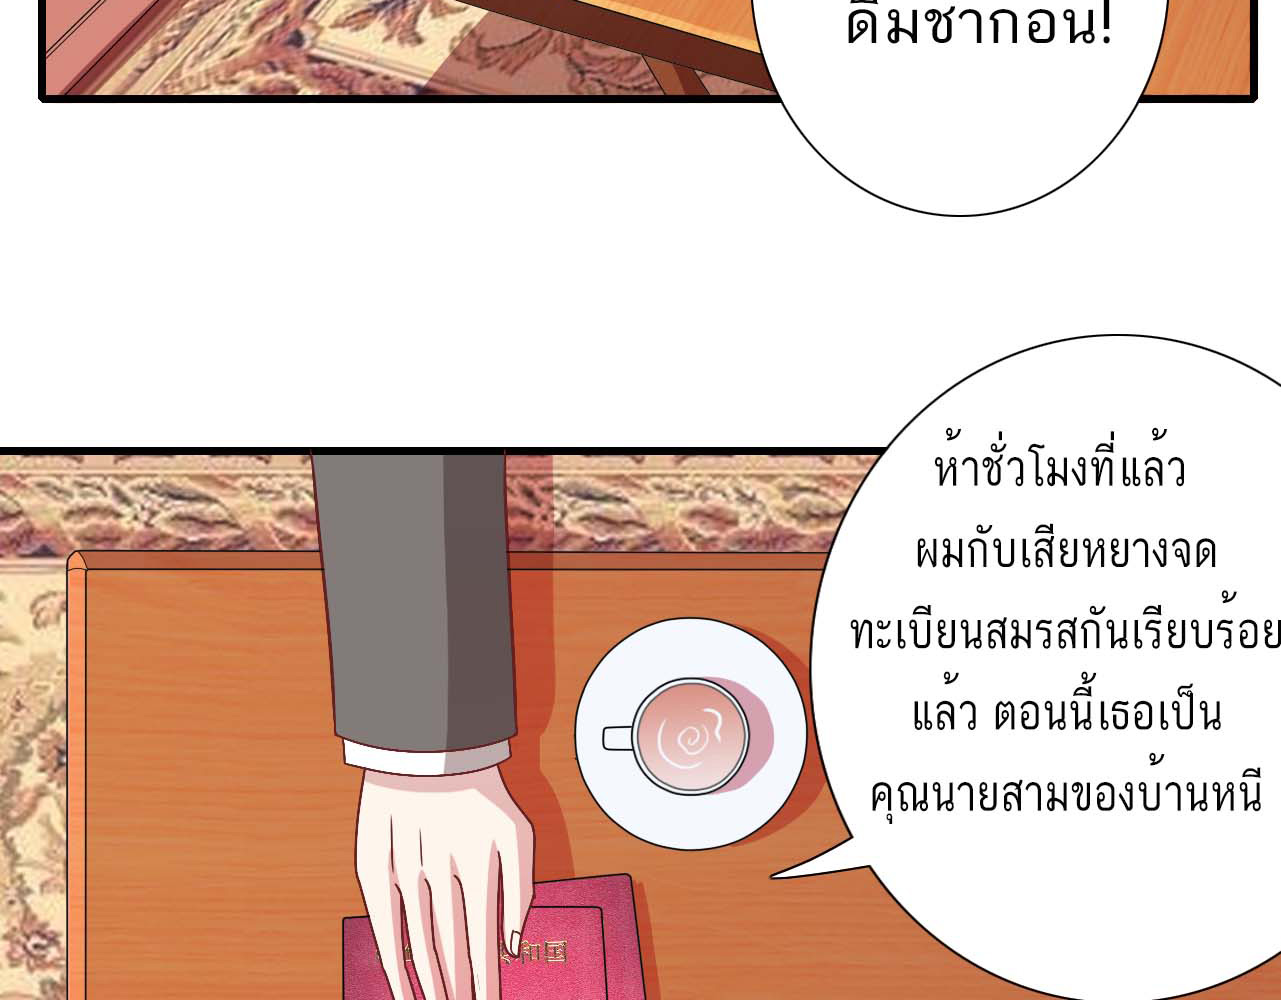 ดื่มชาก่อน!
ห้าชั่วโมงที่แล้ว
ผมกับเสียหยางจด
ทะเบียนสมรสกันเรียบร้อย
แล้ว ตอนนี้เธอเป็น
คุณนายสามของบ้านหนี